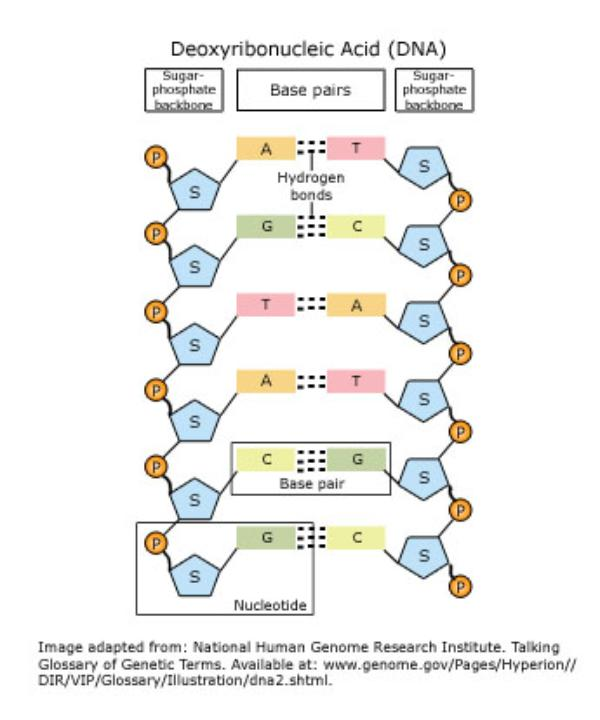 Deoxyribonucleic Acid (DNA)
Sugar-
phosphate
backbone
Base pairs
Sugar-
phosphate
backbone
P
A
T
S
S
Hydrogen
bonds
P
P
G
C
S
S
P
P
T
A
S
S
P
P
A
T
S
S
P
P
C
G
S
S
Base pair
P
P
G
C
S
S
P
Nucleotide
Image adapted from: National Human Genome Research Institute. Talking
Glossary of Genetic Terms. Available at: www.genome.gov/Pages/Hyperion//
DIR/VIP/Glossary/Illustration/dna2.shtml.